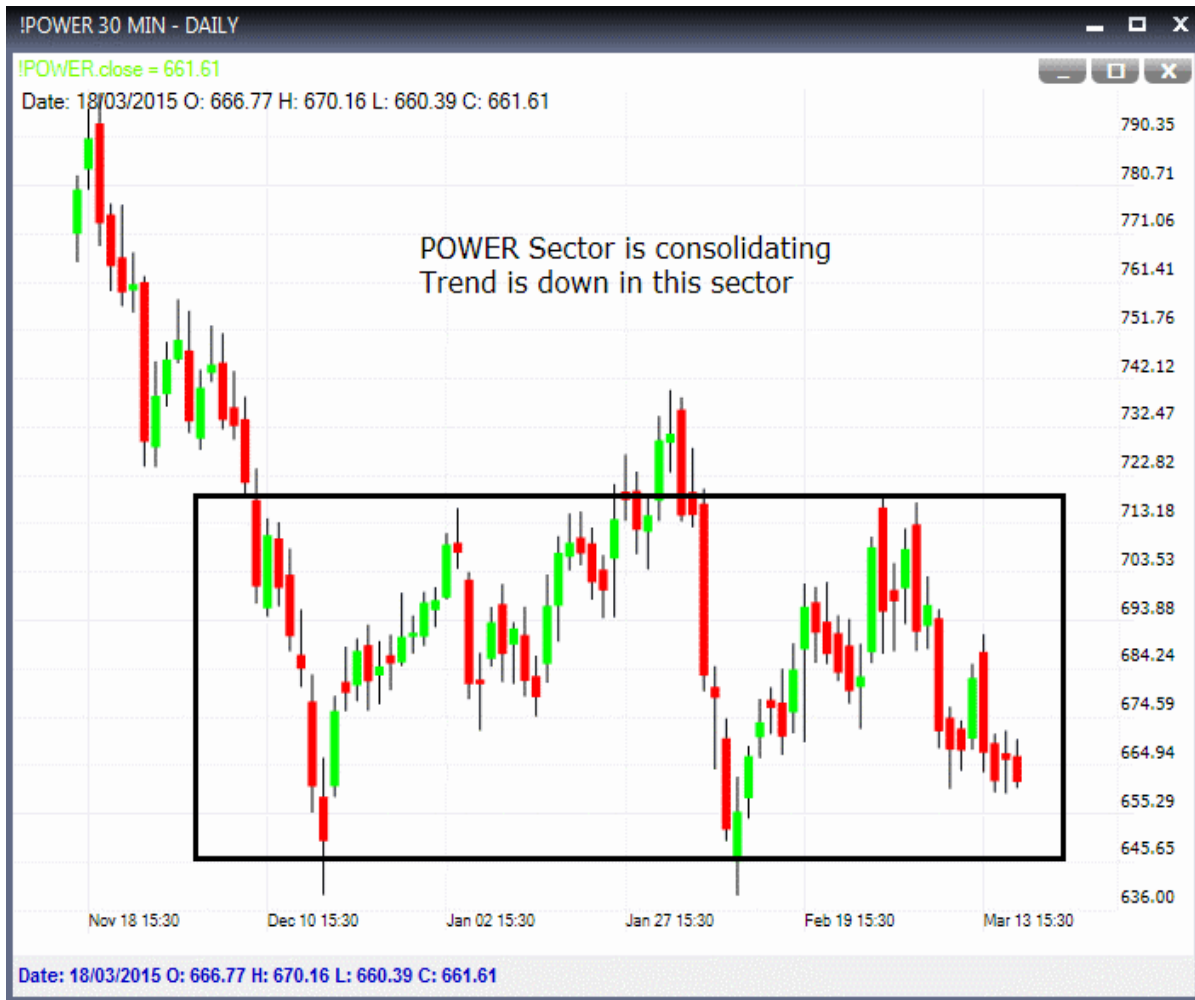 !POWER 30 MIN - DAILY
!POWER.close = 661.61
Date: 18/03/2015 O: 666.77 H: 670.16 L: 660.39 C: 661.61
790.35
780.71
POWER Sector is consolidating
Trend is down in this sector
771.06
761.41
751.76
742.12
732.47
722.82
713.18
703.53
693.88
684.24
674.59
664.94
655.29
645.65
636.00
Nov 18 15:30 Dec 10 15:30 Jan 02 15:30 Jan 27 15:30 Feb 19 15:30 Mar 13 15:30
Date: 18/03/2015 O: 666.77 H: 670.16 L: 660.39 C: 661.61